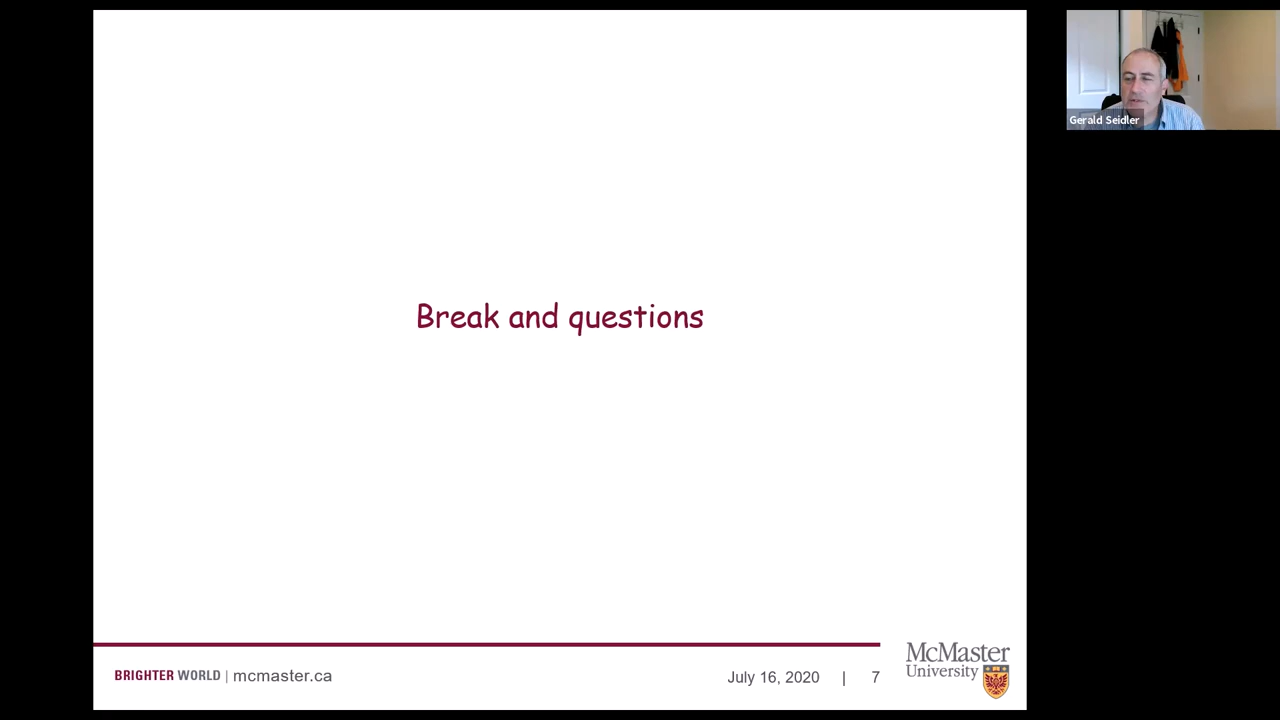 Gerald Seidler
Break and questions
BRIGHTER WORLD | mcmaster.ca
July 16, 2020 | 7
McMaster
University